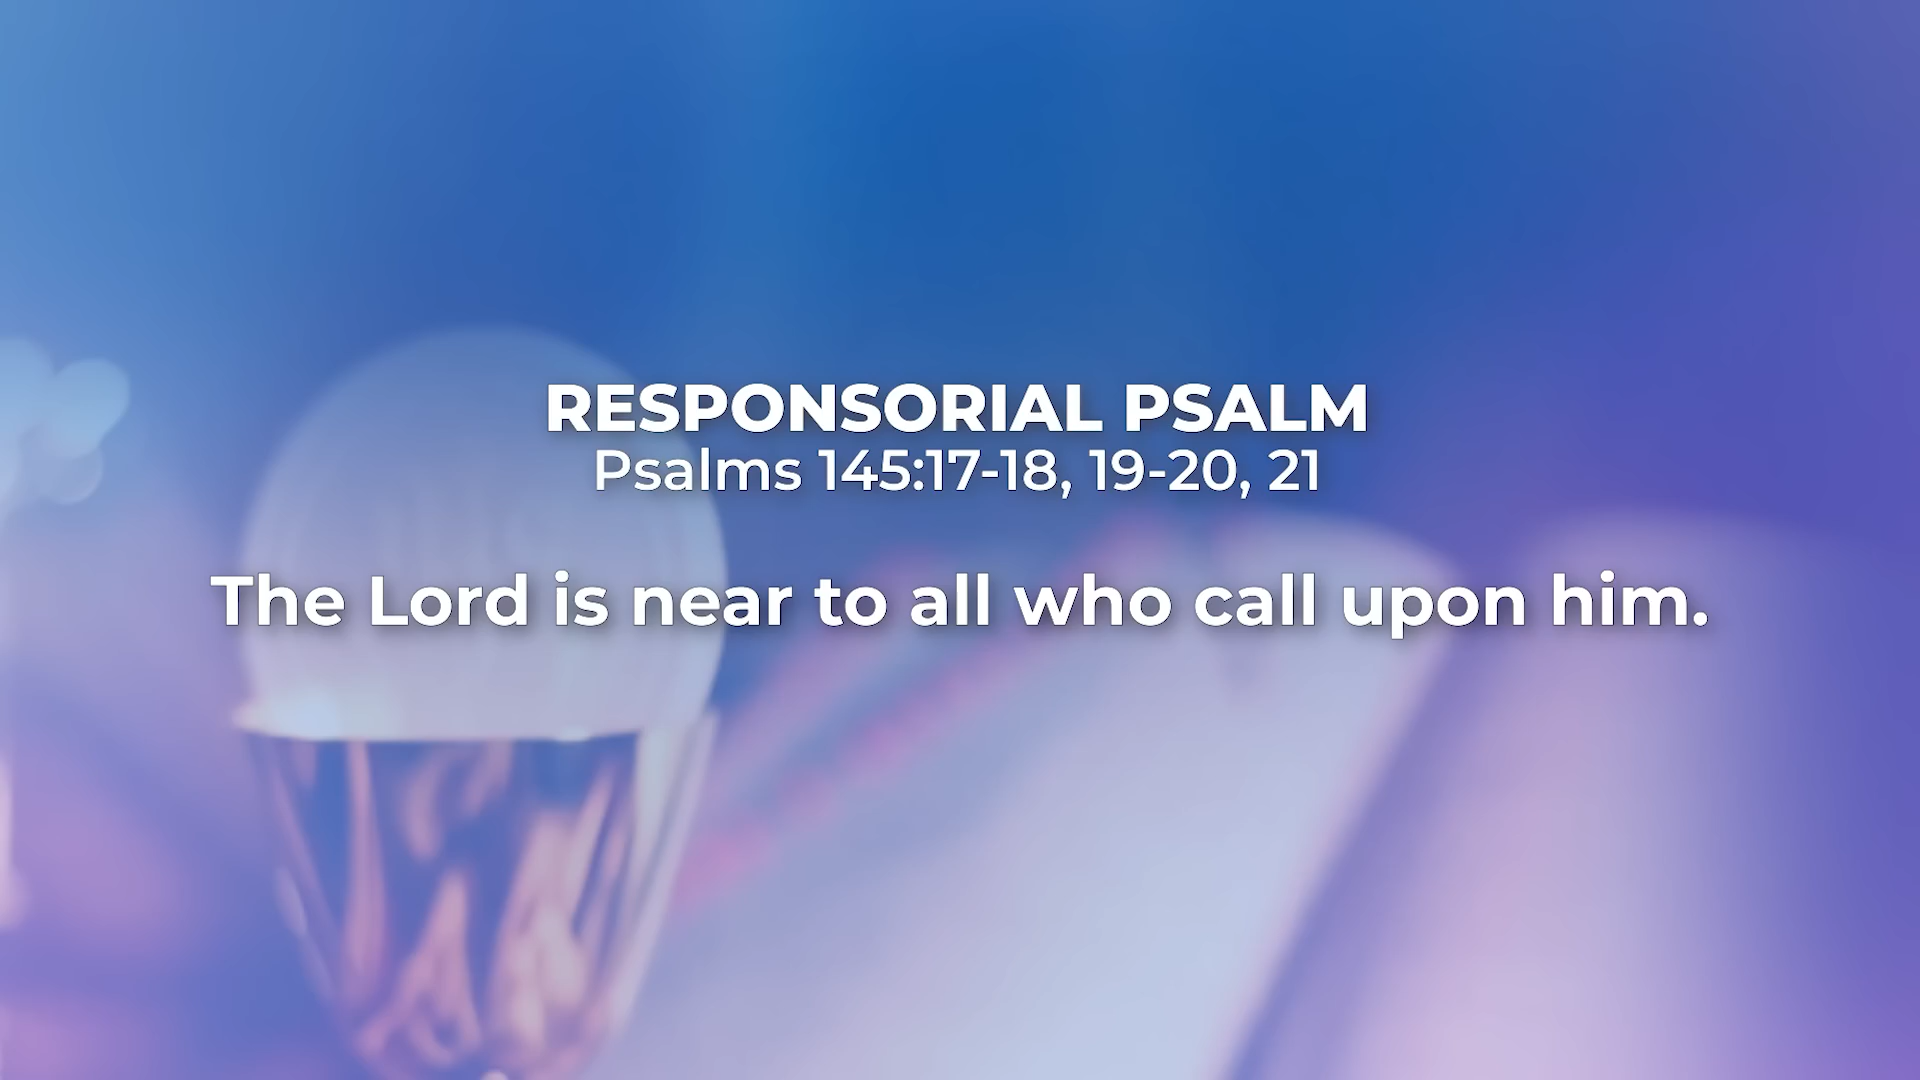 RESPONSORIAL PSALM
Psalms 145:17-18, 19-20, 21
The Lord is near to all who call upon him.